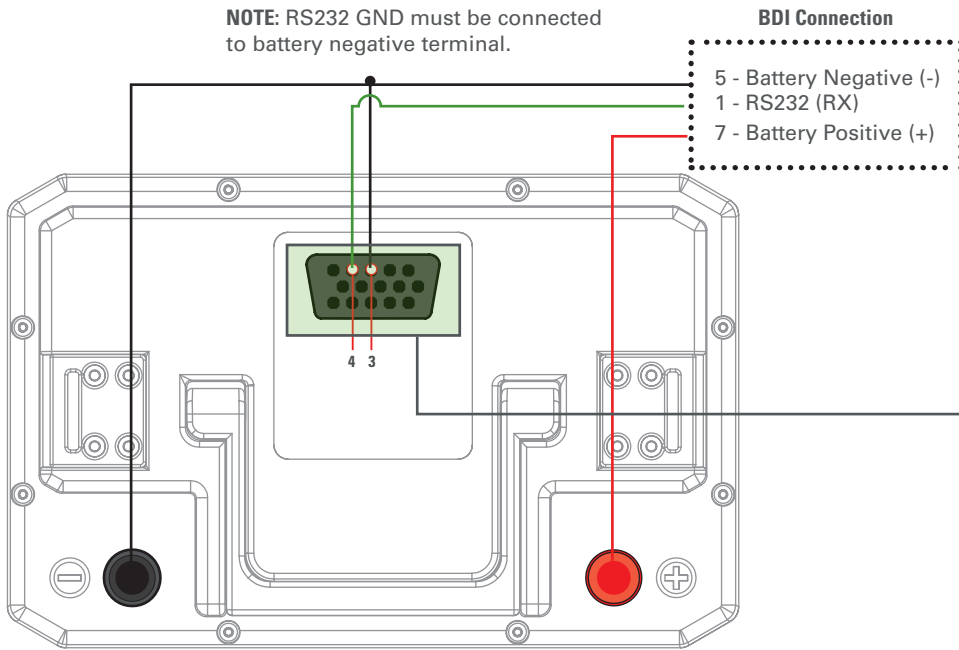 NOTE: RS232 GND must be connected
to battery negative terminal.
BDI Connection
5 - Battery Negative (-)
1 - RS232 (RX)
7 - Battery Positive (+)
4 3